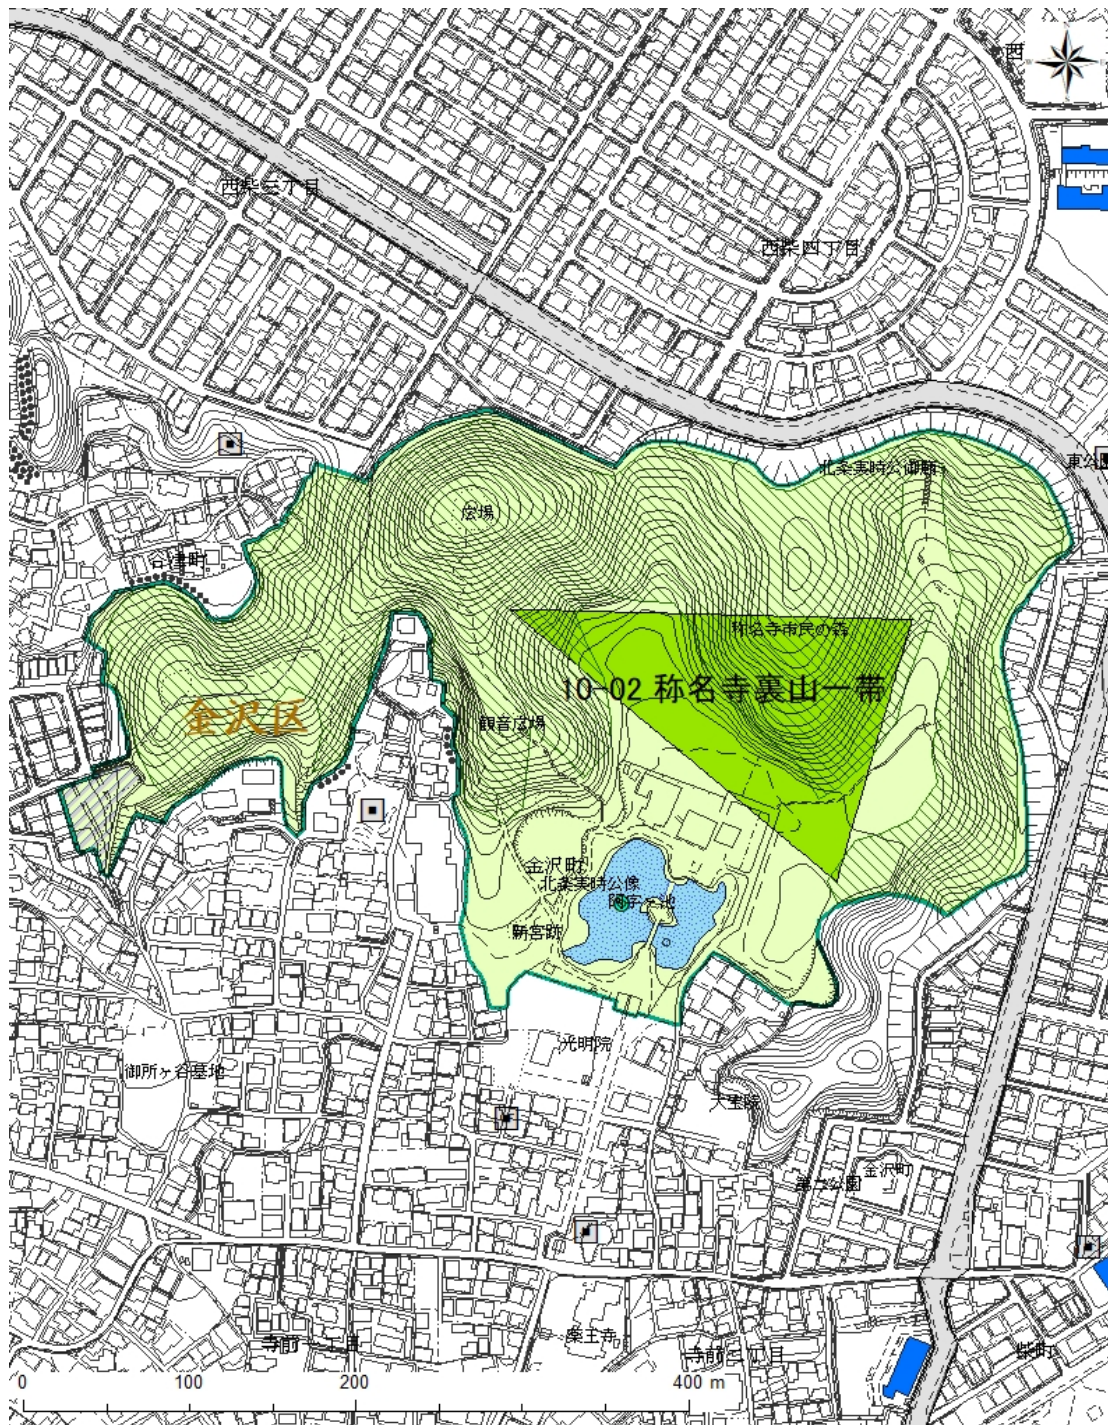 西
西柴三丁目
西柴四丁目
北条実時公御廟
東公
広場
谷津町
称名寺市民の森
10-02 称名寺裏山一帯
金沢区
観音広場
金沢町
北条実時公像
阿字ヶ池
新宮跡
光明院
御所ヶ谷墓地
大宝院
金沢町
第二公園
薬王寺
寺前一丁目
寺前二丁目
柴町
0 100 200 400 m